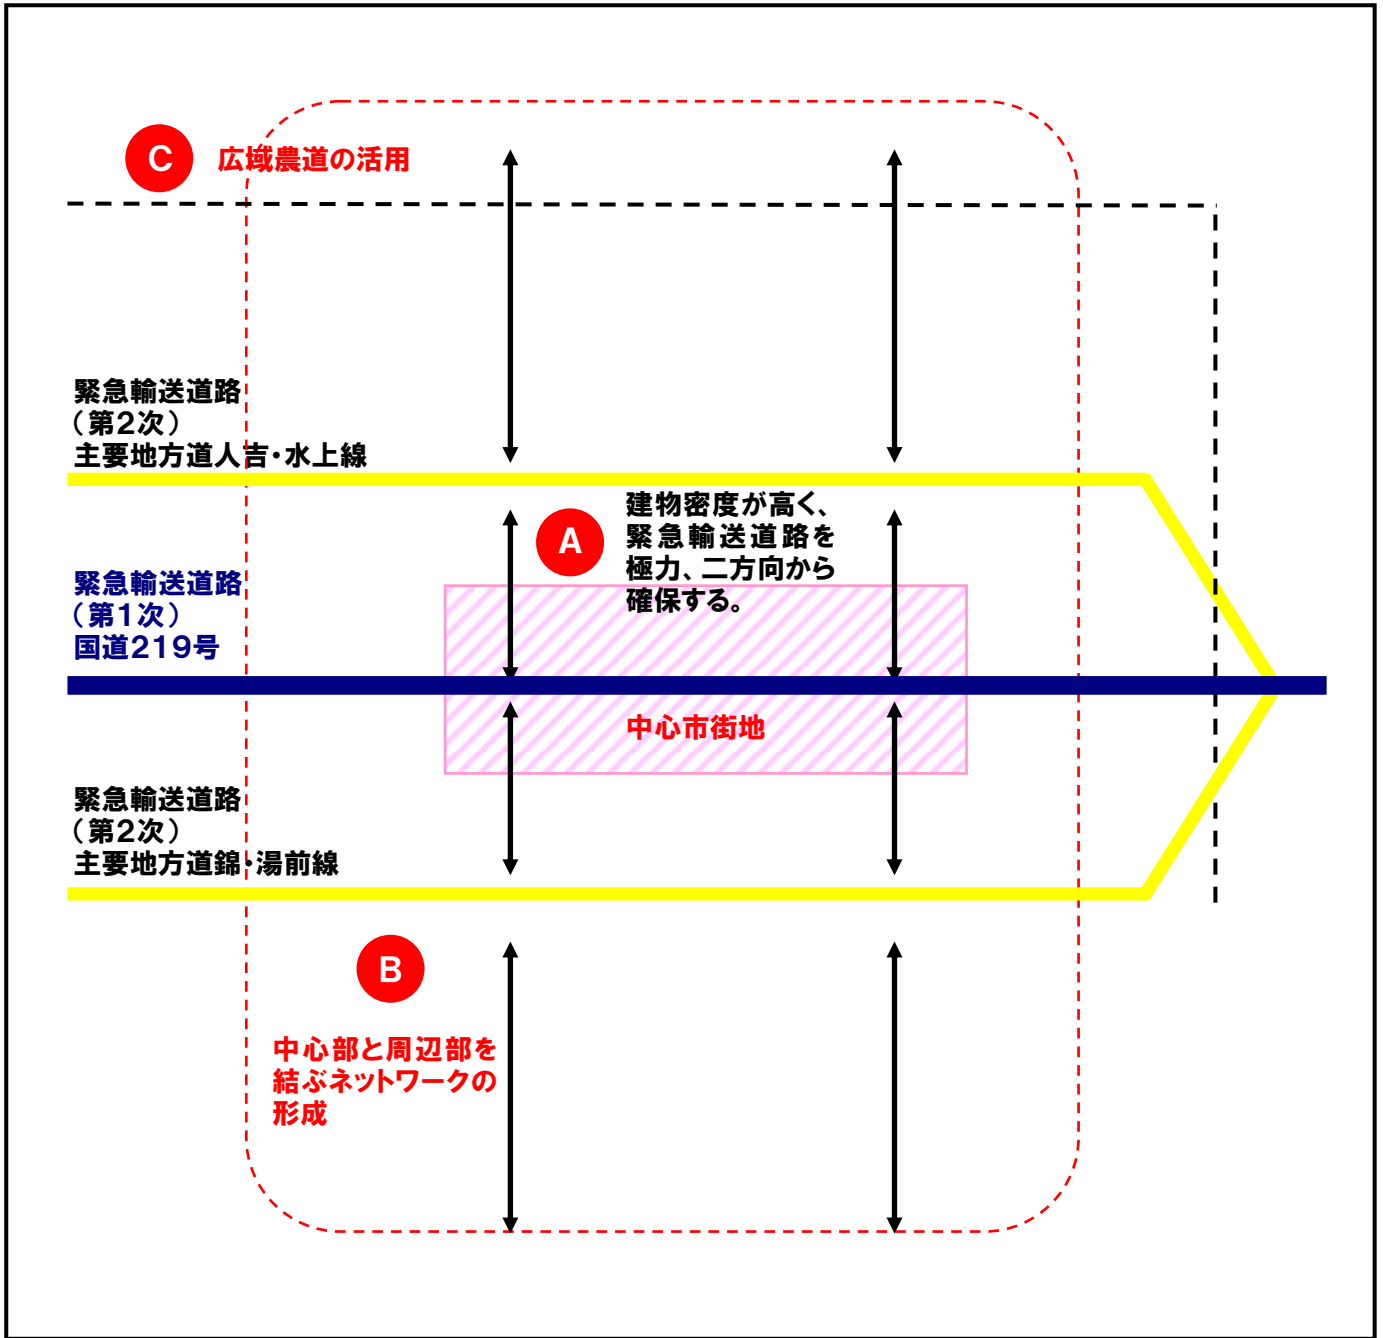 C
広域農道の活用
緊急輸送道路
（第2次）
主要地方道人吉・水上線
A
建物密度が高く、
緊急輸送道路を
極力、二方向から
確保する。
緊急輸送道路
（第1次）
国道219号
中心市街地
緊急輸送道路
（第2次）
主要地方道錦・湯前線
B
中心部と周辺部を
結ぶネットワークの
形成